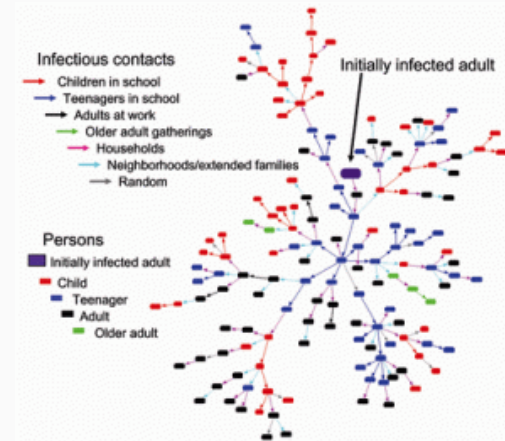 Infectious contacts
Children in school
Teenagers in school
Adults at work
Older adult gatherings
Households
Neighborhoods/extended families
Random
Initially infected adult
Persons
Initially infected adult
Child
Teenager
Adult
Older adult